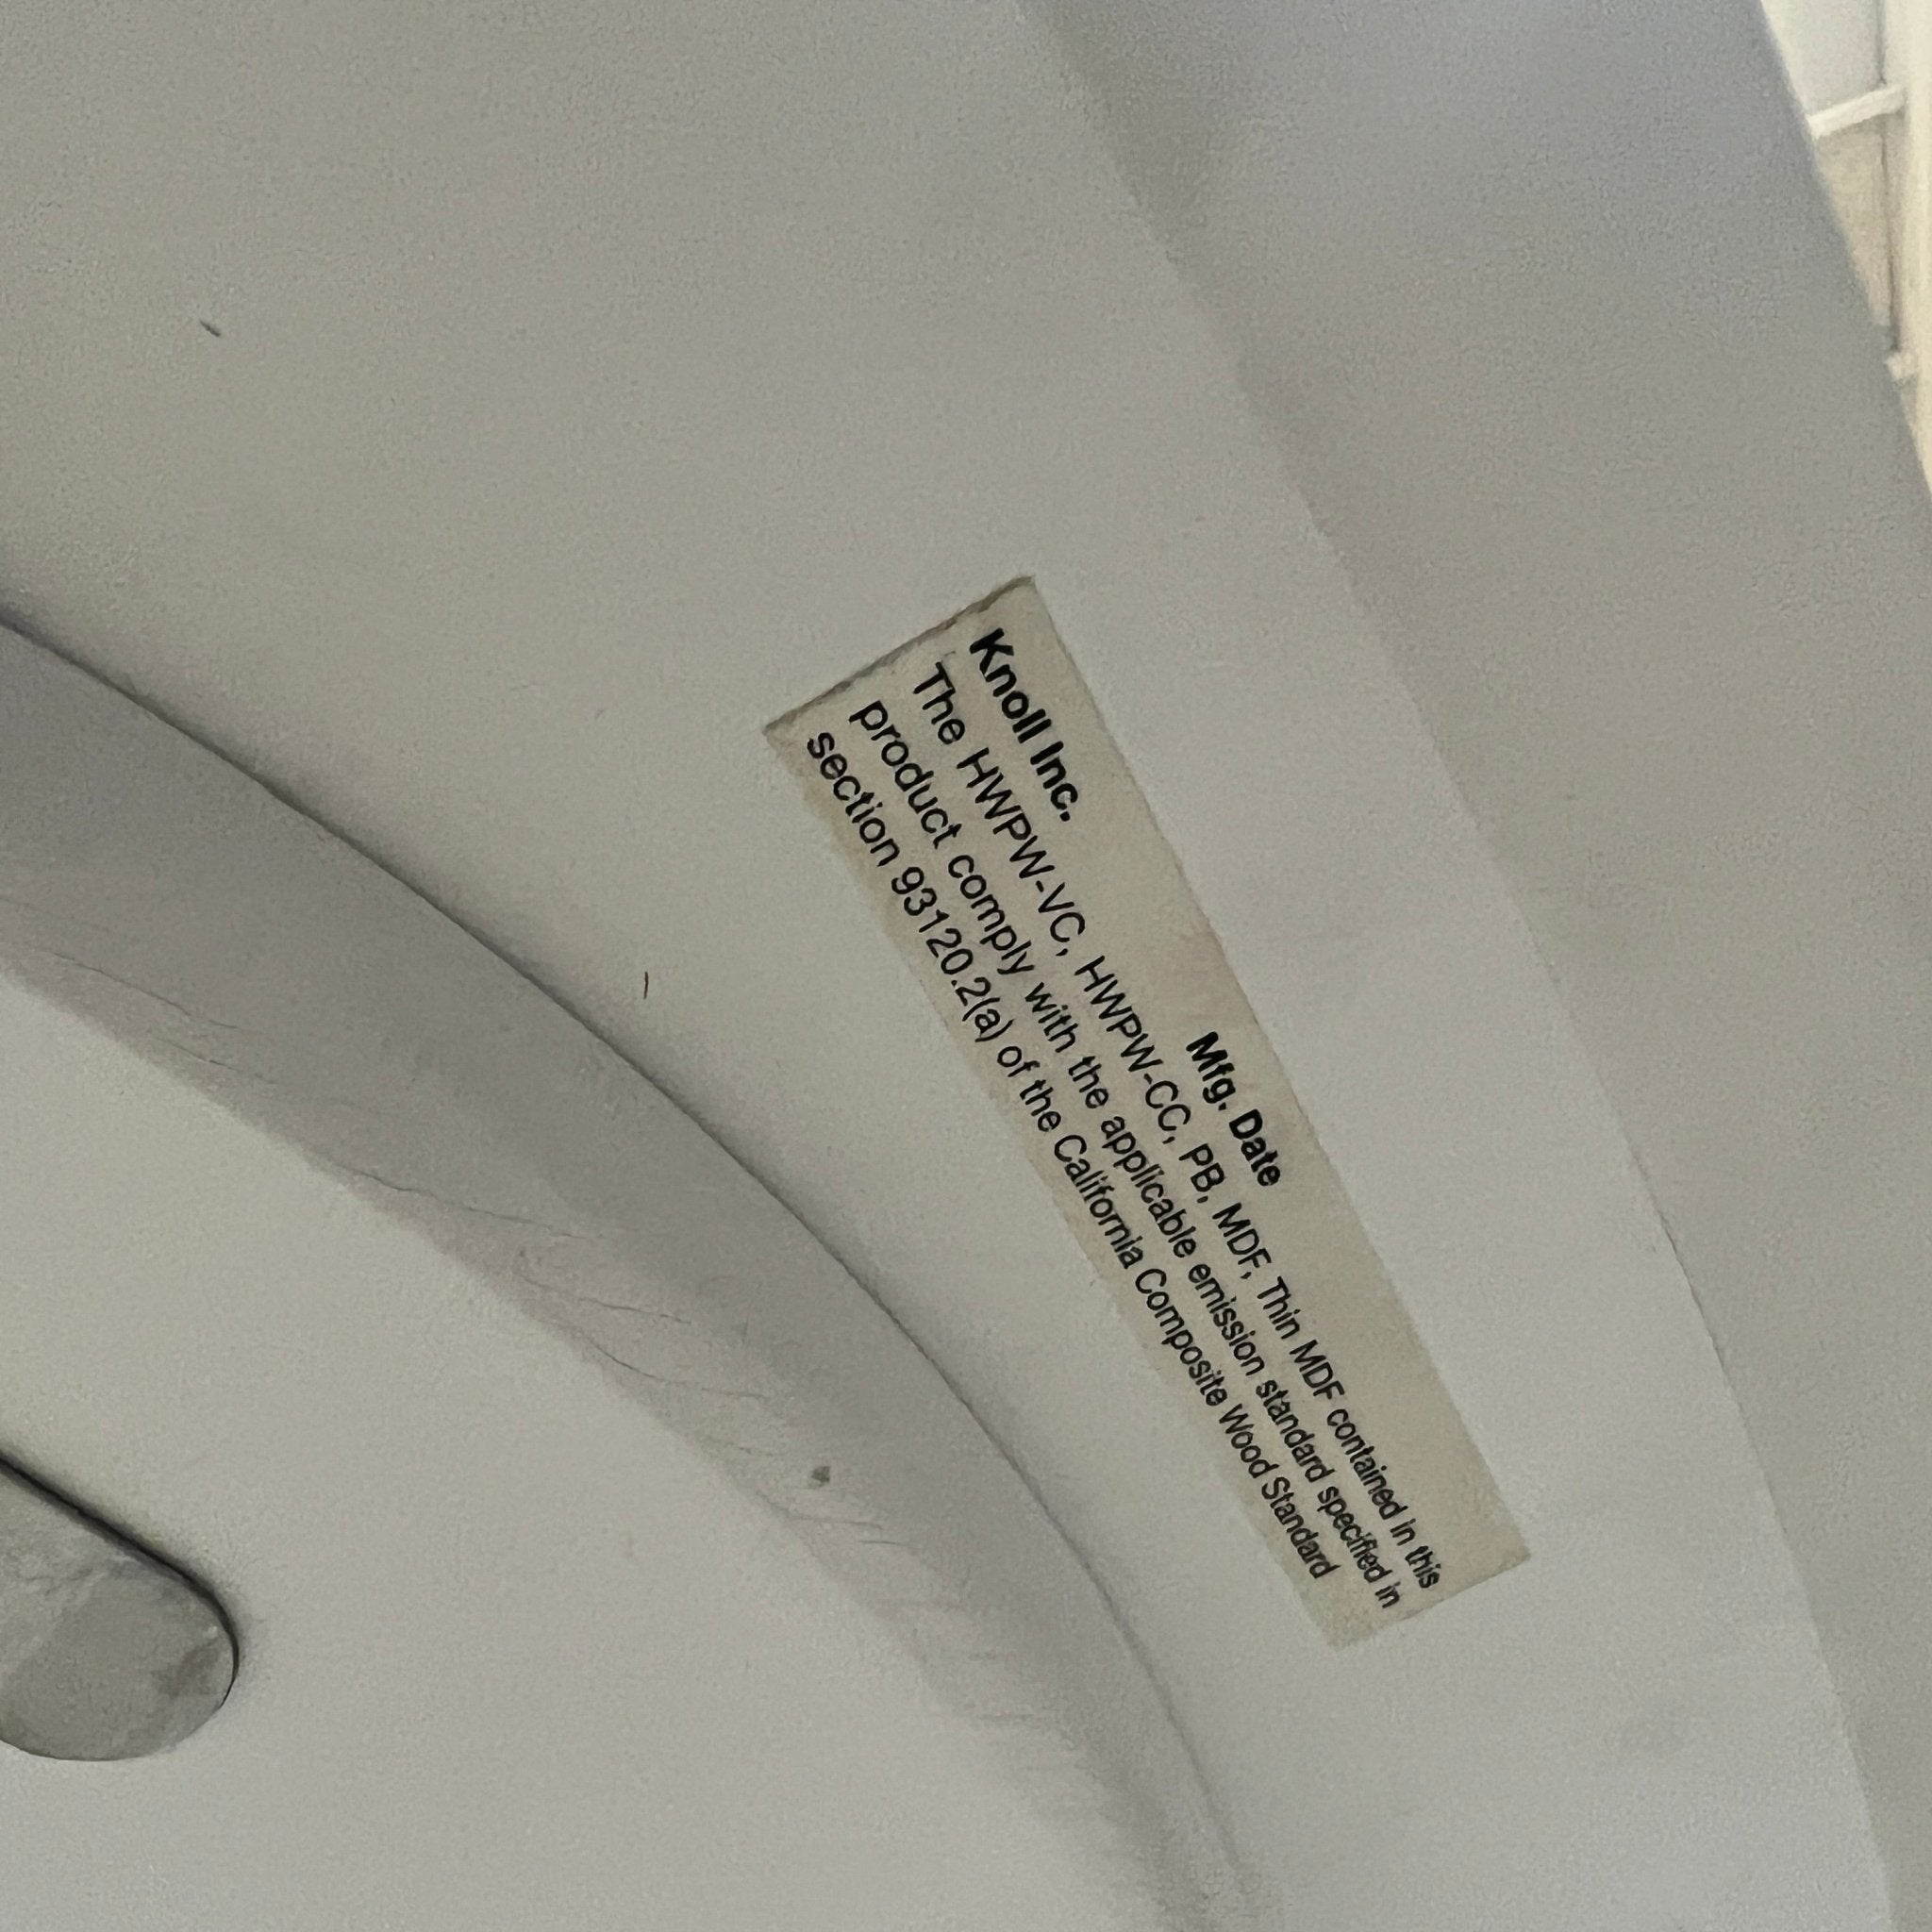 Knoll Inc. Mfg. Date
The HWPW-VC, HWPW-CC, PB, MDF, Thin MDF contained in this
product comply with the applicable emission standard specified in
section 93120.2(a) of the California Composite Wood Standard